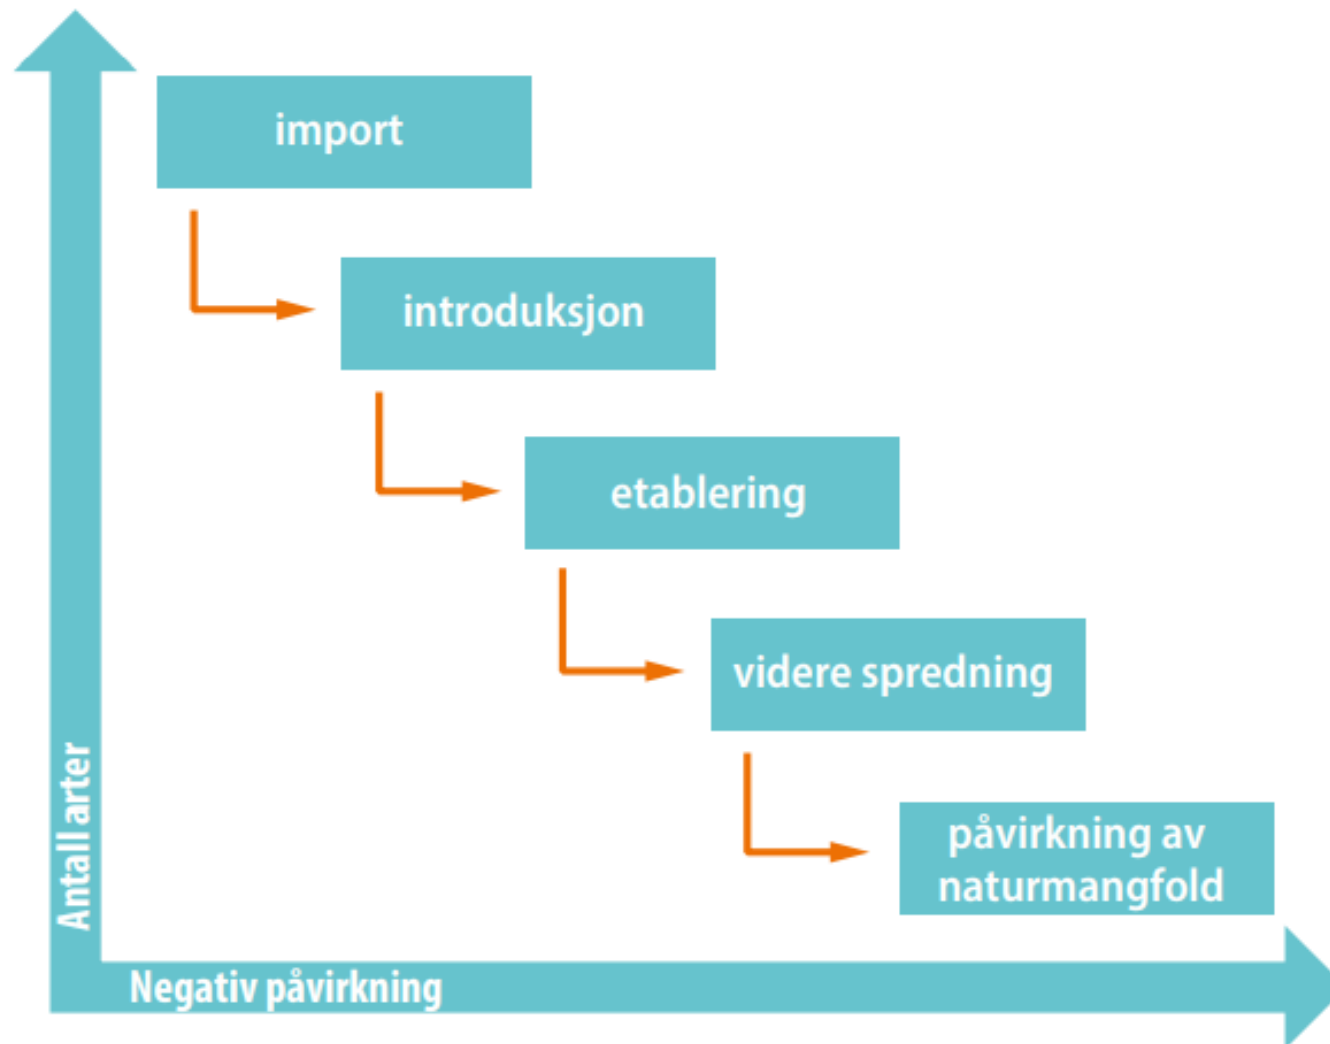 import
introduksjon
etablering
videre spredning
påvirkning av
naturmangfold
Antall arter
Negativ påvirkning